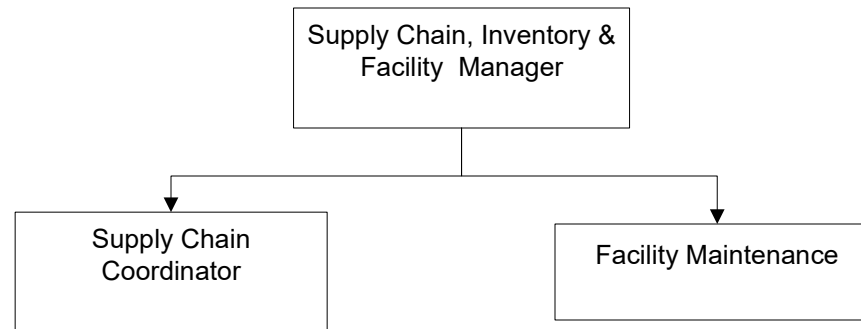 Supply Chain, Inventory &
Facility  Manager
Supply Chain
Coordinator
Facility Maintenance